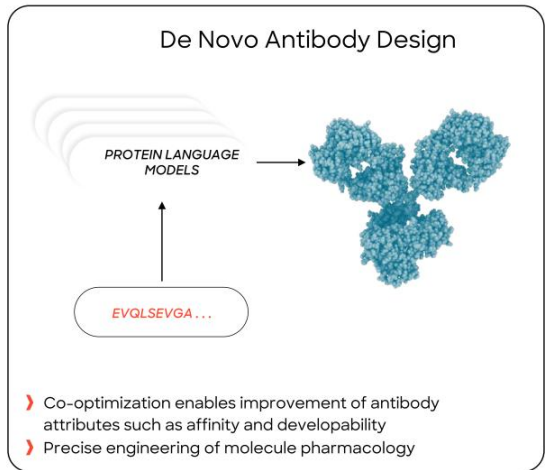 De Novo Antibody Design
PROTEIN LANGUAGE
MODELS
EVQLSEVGA . . .
Co-optimization enables improvement of antibody
attributes such as affinity and developability
Precise engineering of molecule pharmacology